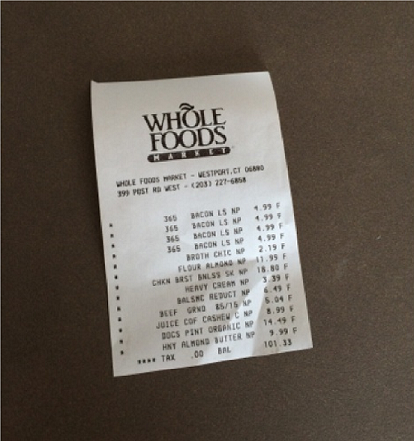 WHOLE
FOODS
MARKET
WHOLE FOODS MARKET - WESTPORT,CT 06880
399 POST RD WEST - (203) 227-6858
365 BACON LS NP 4.99 F
365 BACON LS NP 4.99 F
365 BACON LS NP 4.99 F
365 BACON LS NP 4.99 F
BROTH CHIC NP 2.19 F
FLOUR ALMOND NP 11.99 F
CHKN BRST BNLSS SK NP 18.80 F
HEAVY CREAM NP 3.39 F
BALSMC REDUCT NP 6.49 F
BEEF GRND 85/15 NP 5.04 F
JUICE COF CASHEW C NP 8.99 F
DOCS PINT ORGANIC NP 14.49 F
HNY ALMOND BUTTER NP 9.99 F
**** TAX .00 BAL 101.33